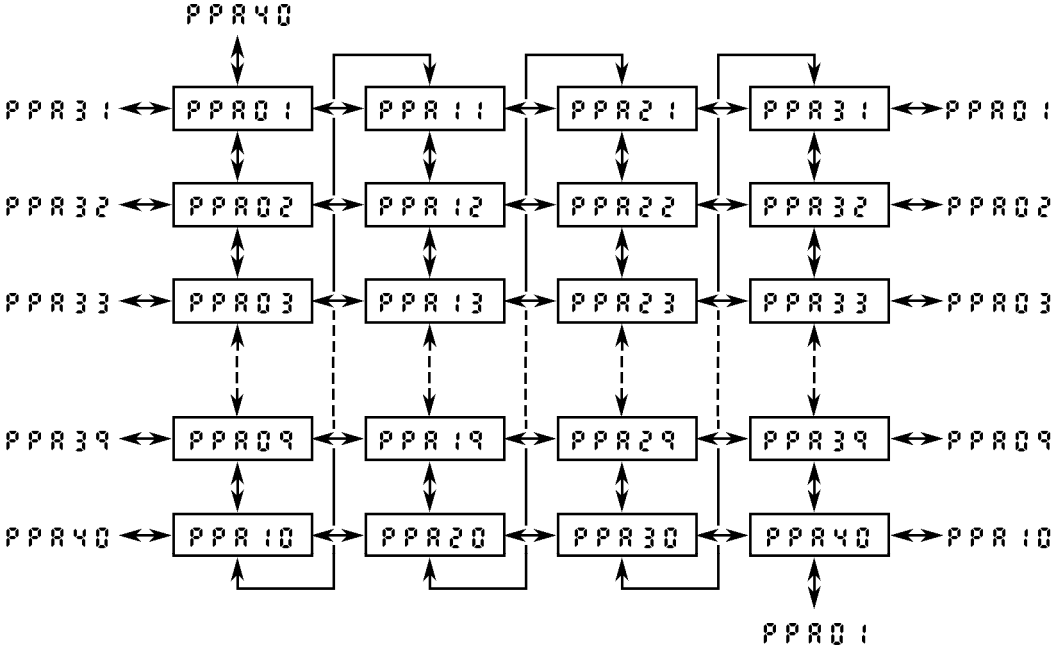 PPA40
PPA31 PPA01 PPA11 PPA21 PPA31 PPA01
PPA32 PPA02 PPA12 PPA22 PPA32 PPA02
PPA33 PPA03 PPA13 PPA23 PPA33 PPA03
PPA39 PPA09 PPA19 PPA29 PPA39 PPA09
PPA40 PPA10 PPA20 PPA30 PPA40 PPA10
PPA01